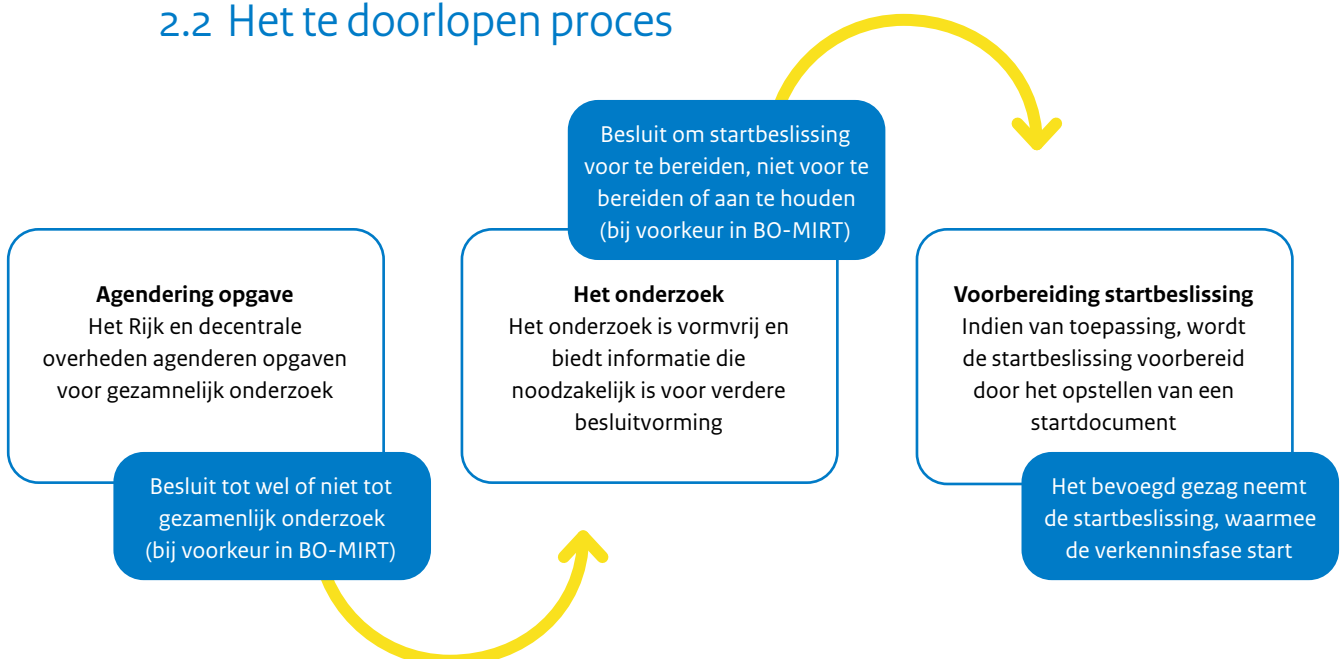 2.2 Het te doorlopen proces
Agendering opgave
Het Rijk en decentrale
overheden agenderen opgaven
voor gezamnelijk onderzoek
Besluit tot wel of niet tot
gezamenlijk onderzoek
(bij voorkeur in BO-MIRT)
Besluit om startbeslissing
voor te bereiden, niet voor te
bereiden of aan te houden
(bij voorkeur in BO-MIRT)
Het onderzoek
Het onderzoek is vormvrij en
biedt informatie die
noodzakelijk is voor verdere
besluitvorming
Voorbereiding startbeslissing
Indien van toepassing, wordt
de startbeslissing voorbereid
door het opstellen van een
startdocument
Het bevoegd gezag neemt
de startbeslissing, waarmee
de verkenninsfase start